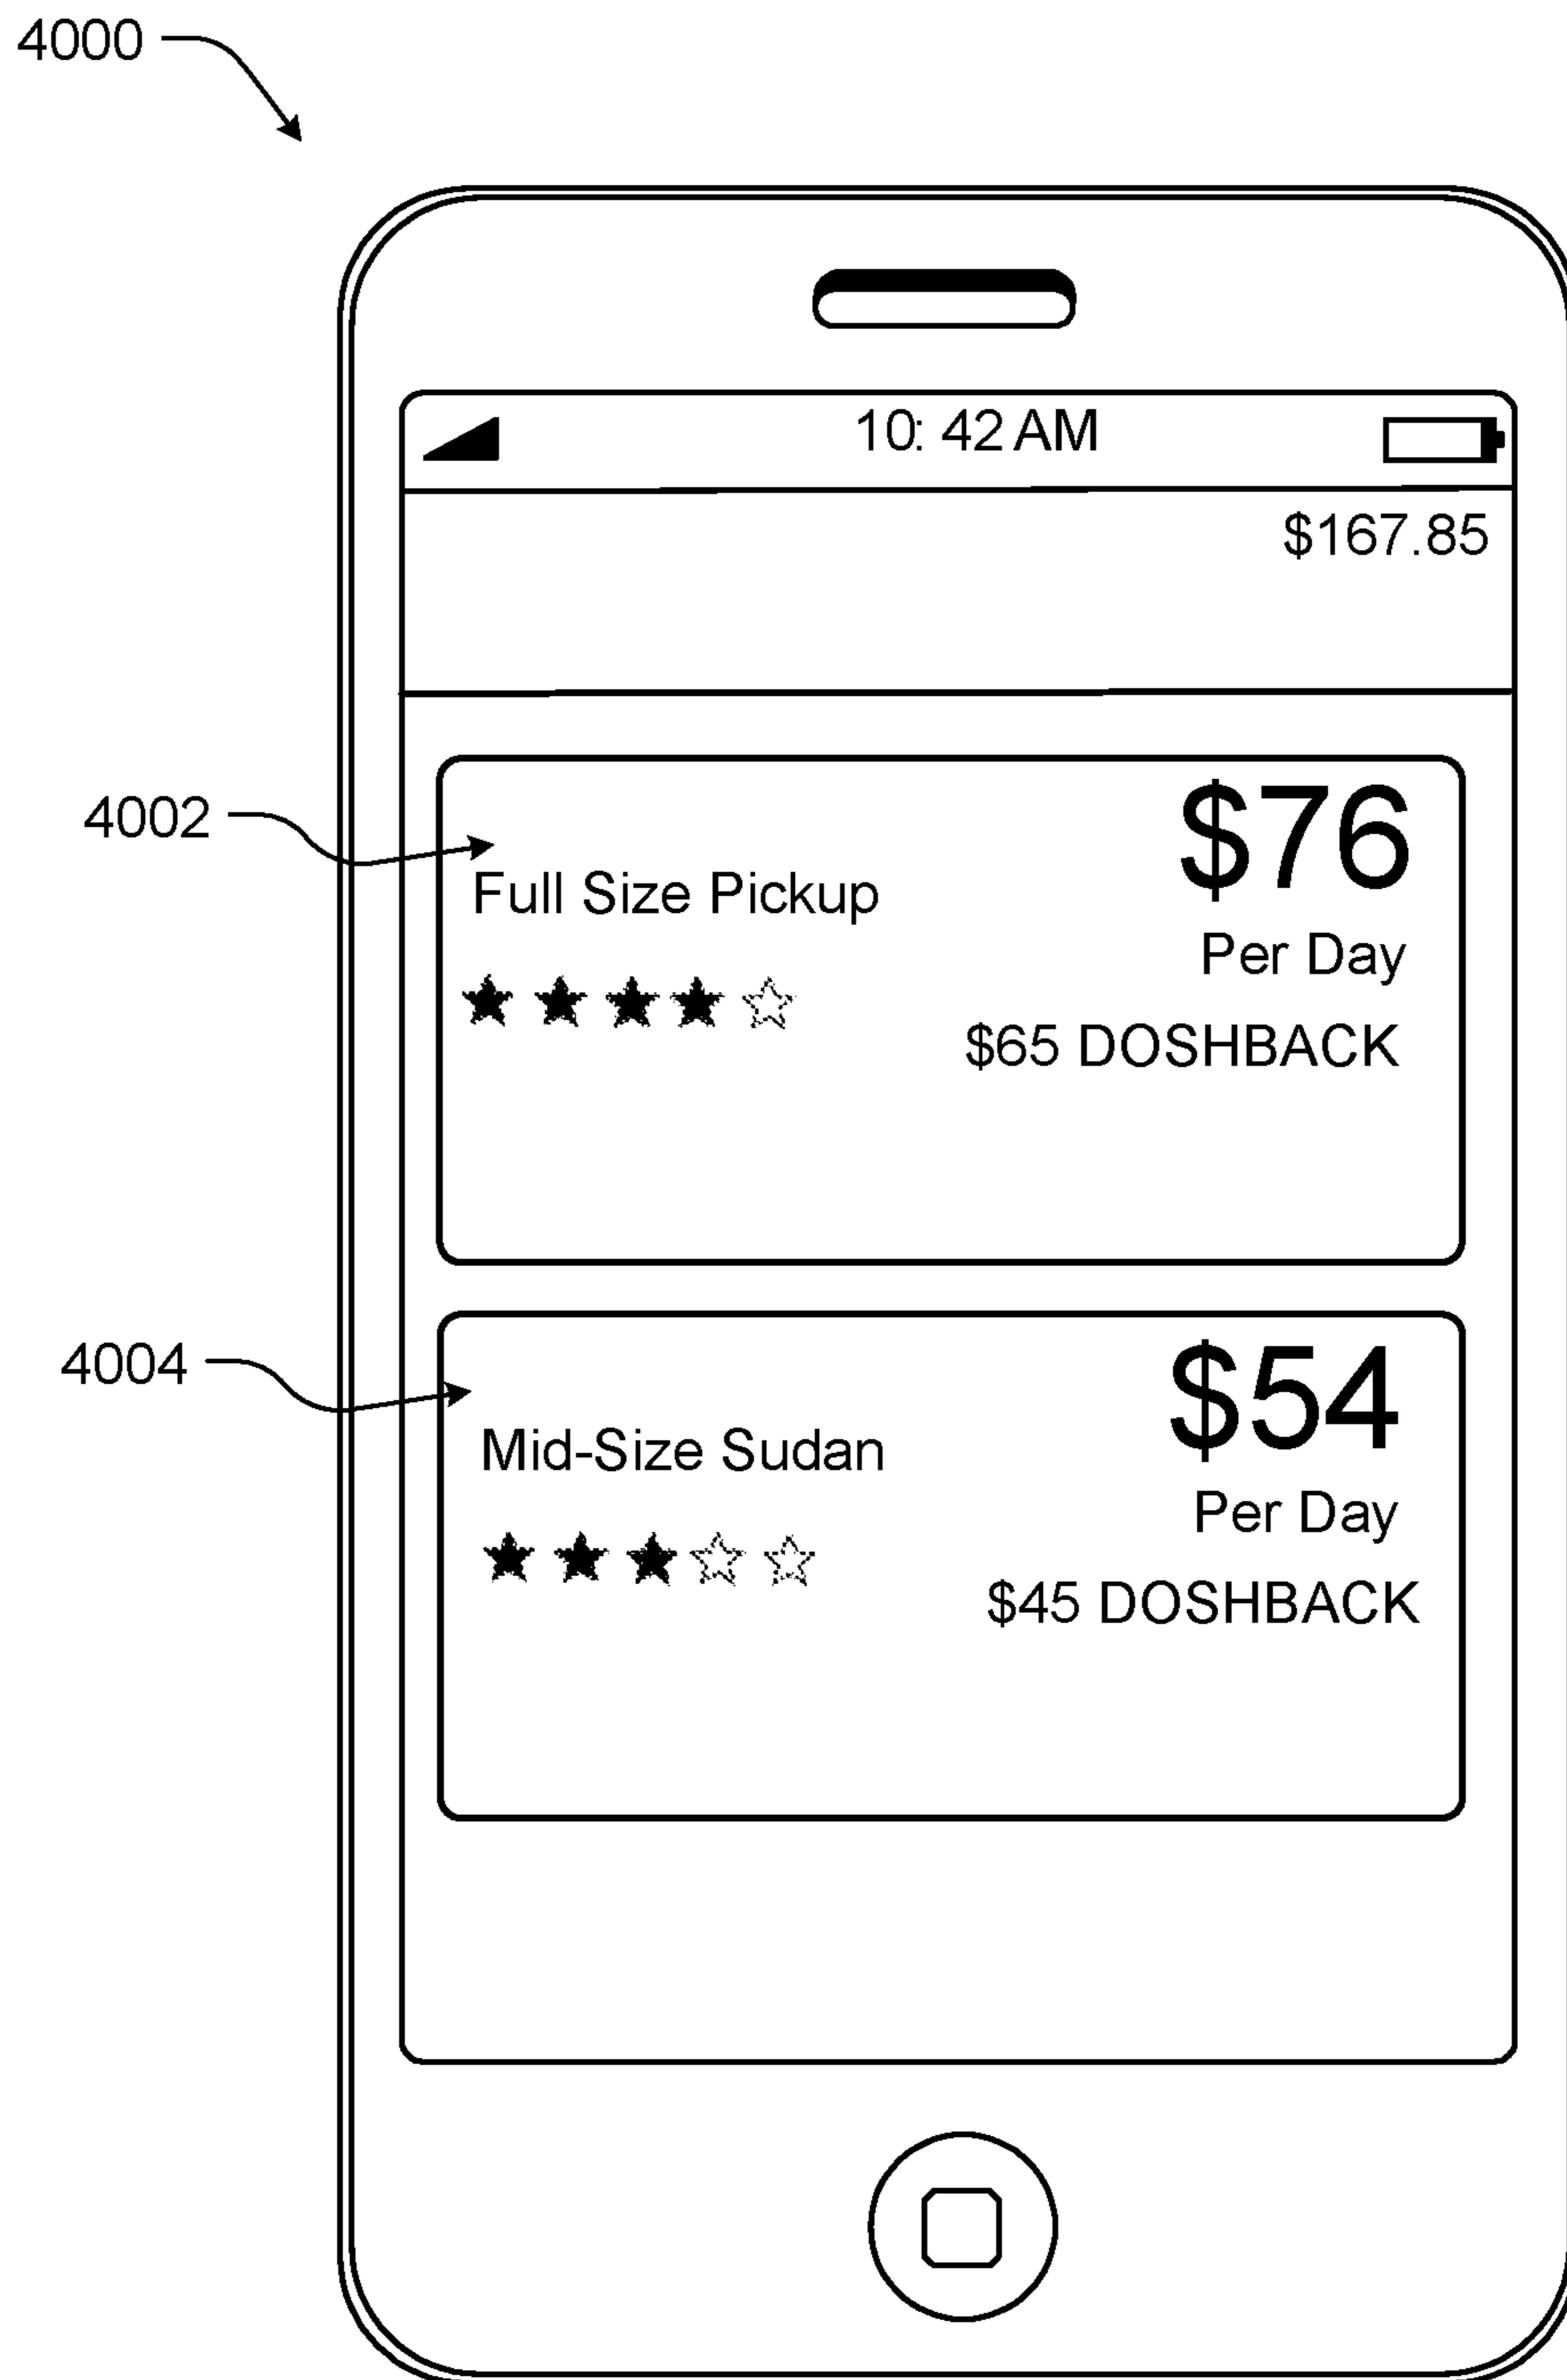 4000
10: 42 AM
$167.85
4002
$76
Full Size Pickup
Per Day
$65 DOSHBACK
4004
$54
Mid-Size Sudan
Per Day
$45 DOSHBACK